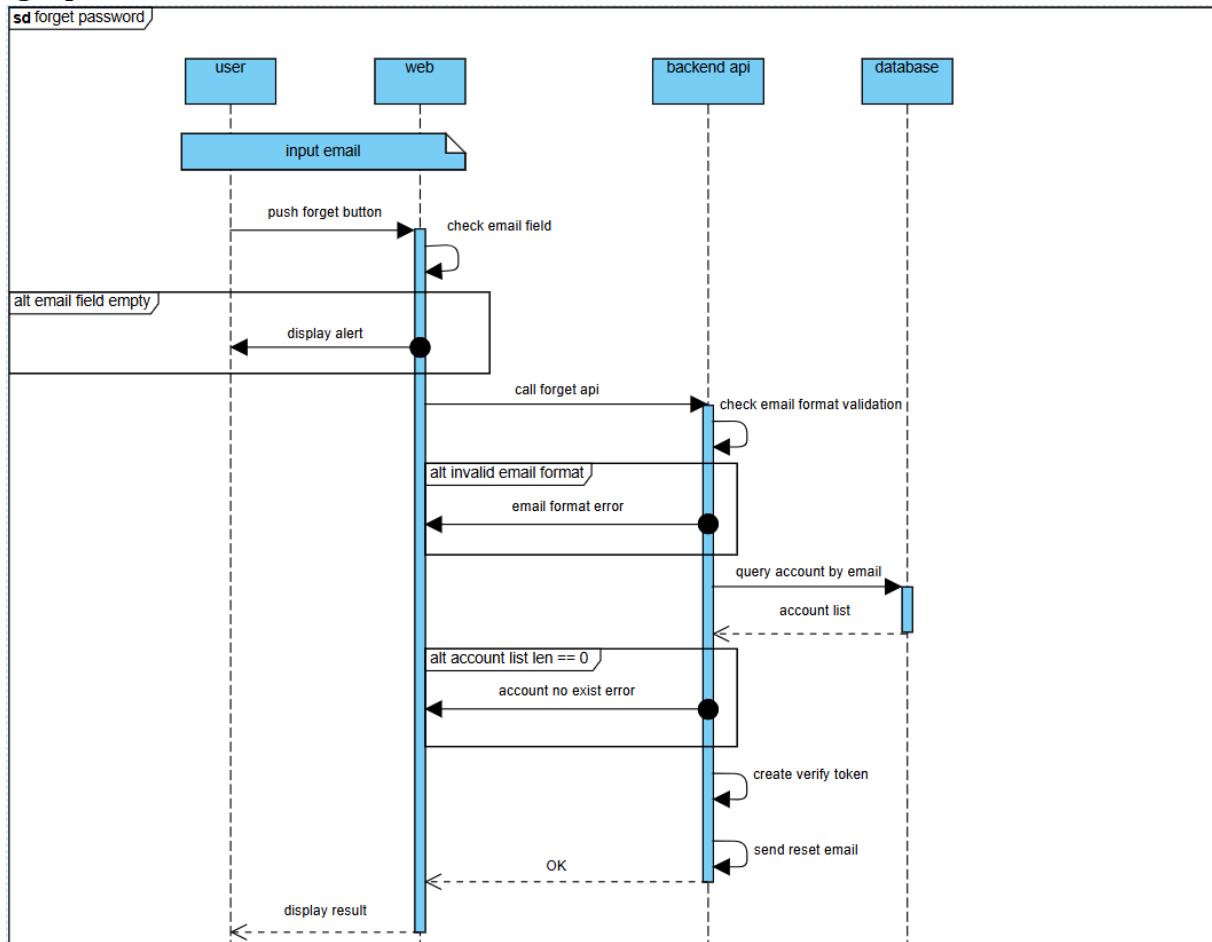 sd forget password
user
web
backend api
database
input email
push forget button
check email field
alt email field empty
display alert
call forget api
check email format validation
alt invalid email format
email format error
query account by email
account list
alt account list len == 0
account no exist error
create verify token
send reset email
OK
display result